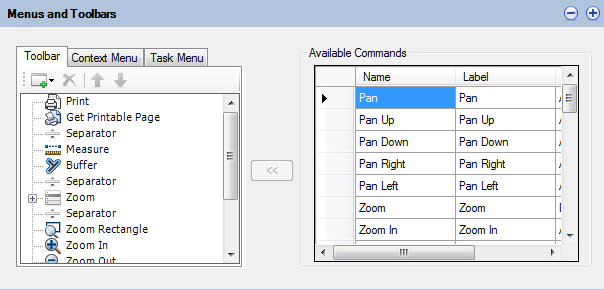 Menus and Toolbars
Toolbar Context Menu Task Menu
Print
Get Printable Page
Separator
Measure
Buffer
Separator
Zoom
Separator
Zoom Rectangle
Zoom In
Zoom Out
<<
Available Commands
Name Label
Pan Pan
Pan Up Pan Up
Pan Down Pan Down
Pan Right Pan Right
Pan Left Pan Left
Zoom Zoom
Zoom In Zoom In